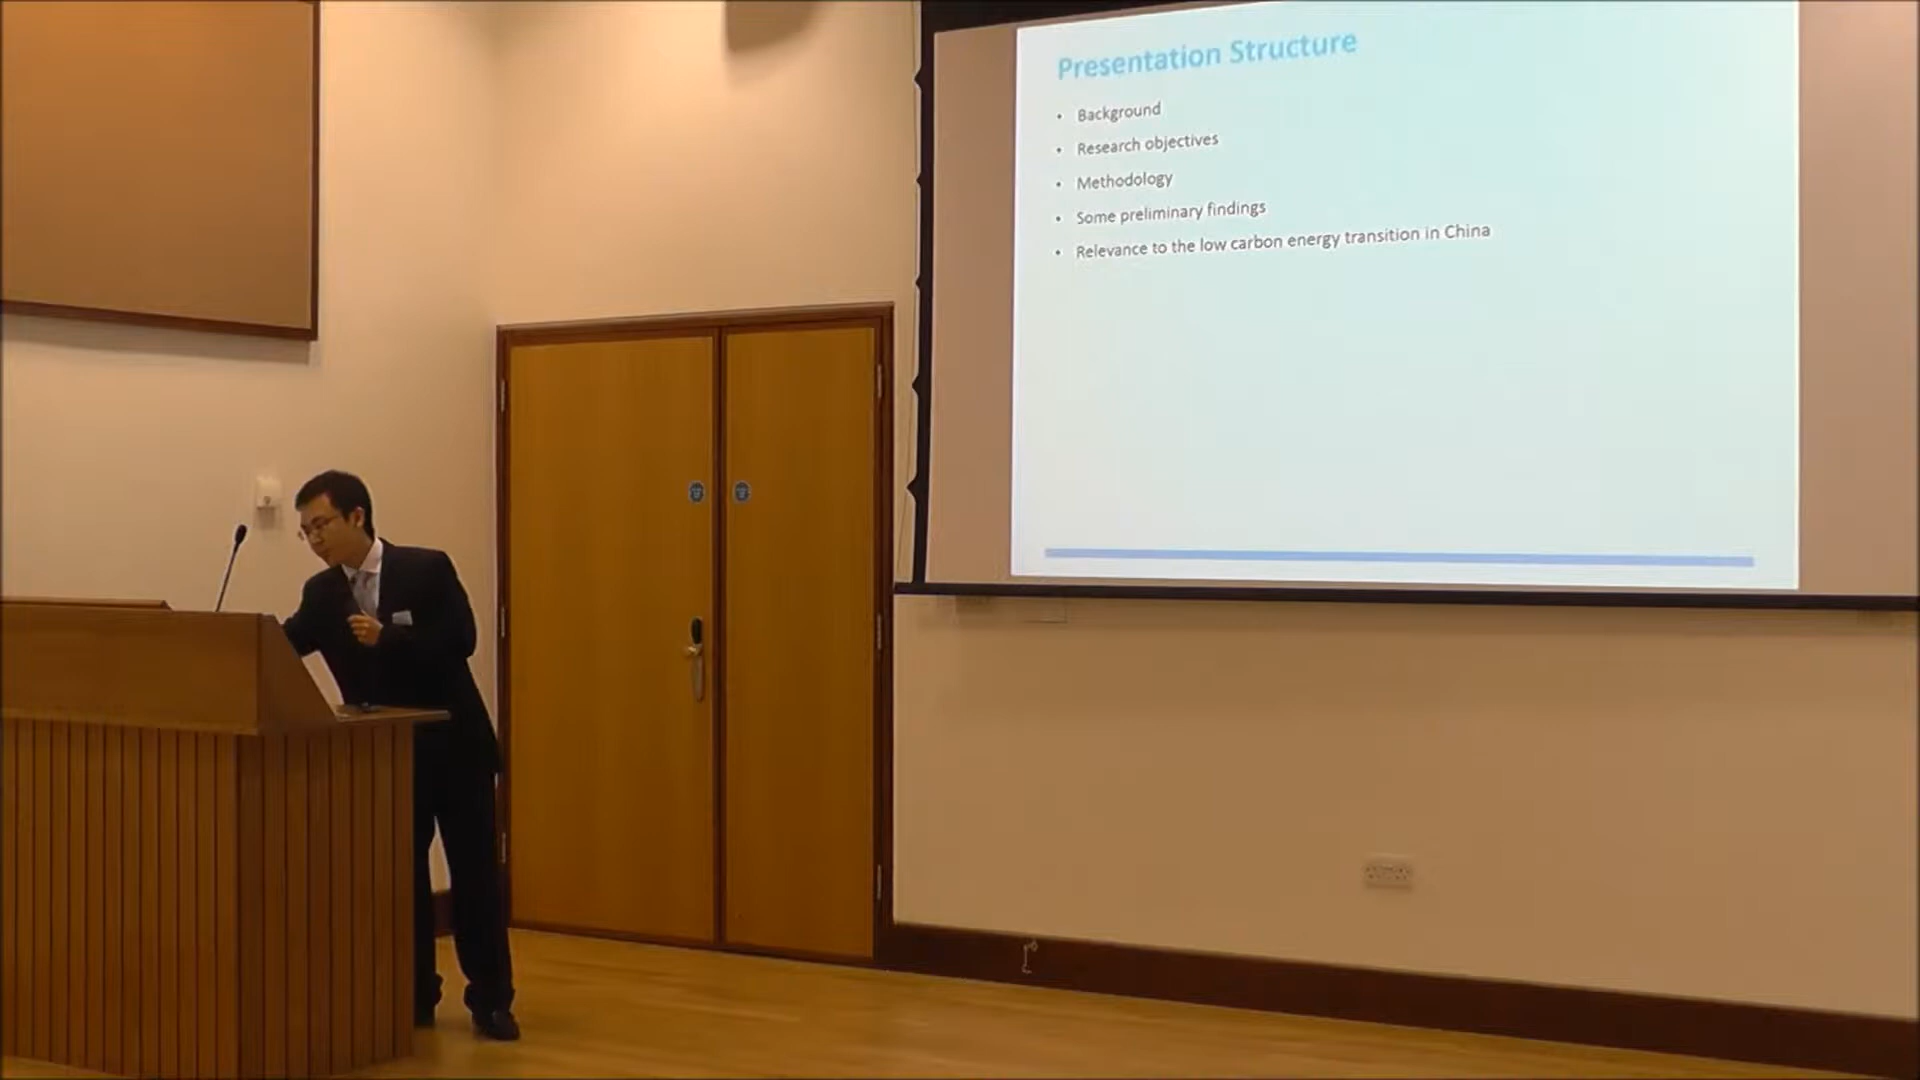 Presentation Structure
• Background
• Research objectives
• Methodology
• Some preliminary findings
• Relevance to the low carbon energy transition in China